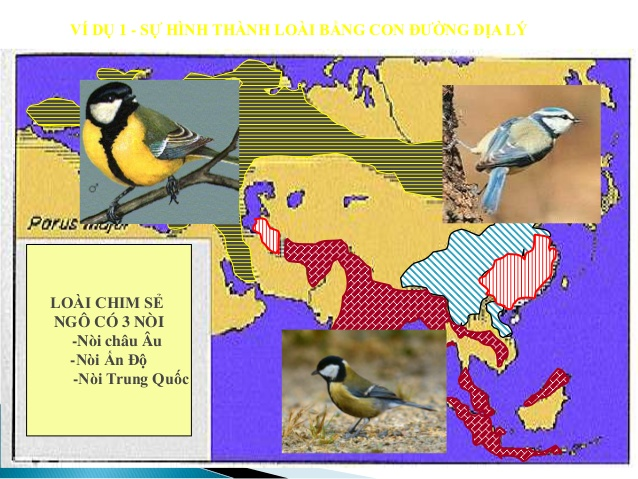 VÍ DỤ 1 - SỰ HÌNH THÀNH LOÀI BẰNG CON ĐƯỜNG ĐỊA LÝ
Parus major
LOÀI CHIM SẺ
NGÔ CÓ 3 NÒI
-Nòi châu Âu
-Nòi Ấn Độ
-Nòi Trung Quốc